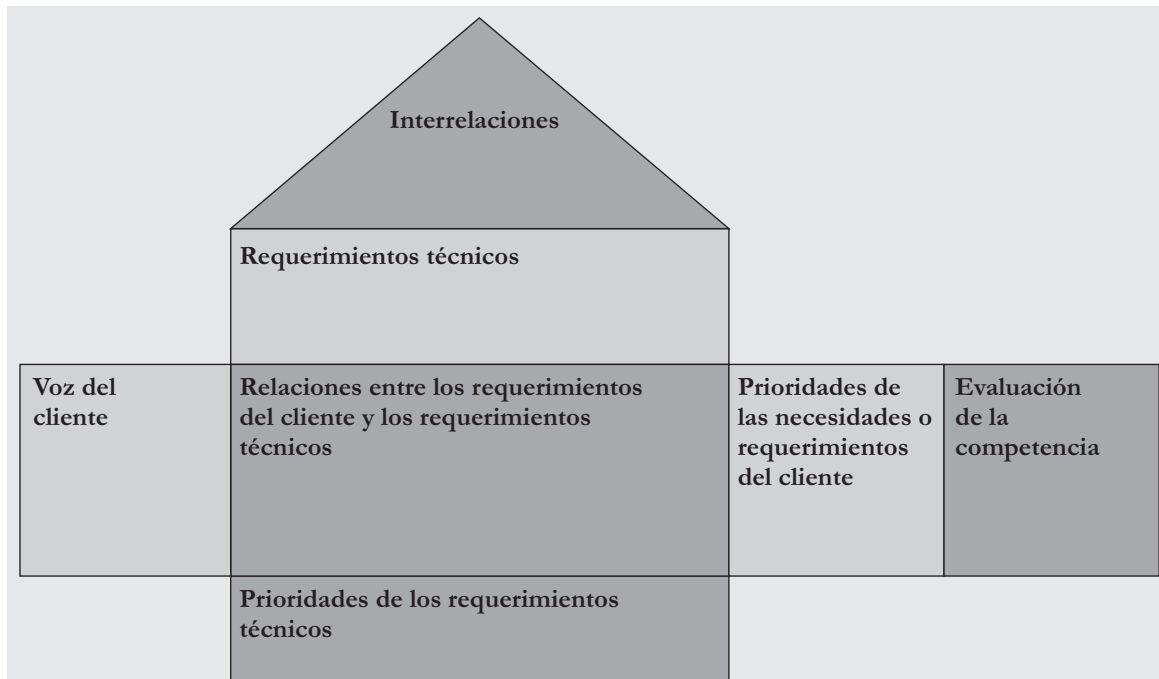 Interrelaciones
Requerimientos técnicos
Voz del
cliente
Relaciones entre los requerimientos
del cliente y los requerimientos
técnicos
Prioridades de
las necesidades o
requerimientos
del cliente
Evaluación
de la
competencia
Prioridades de los requerimientos
técnicos